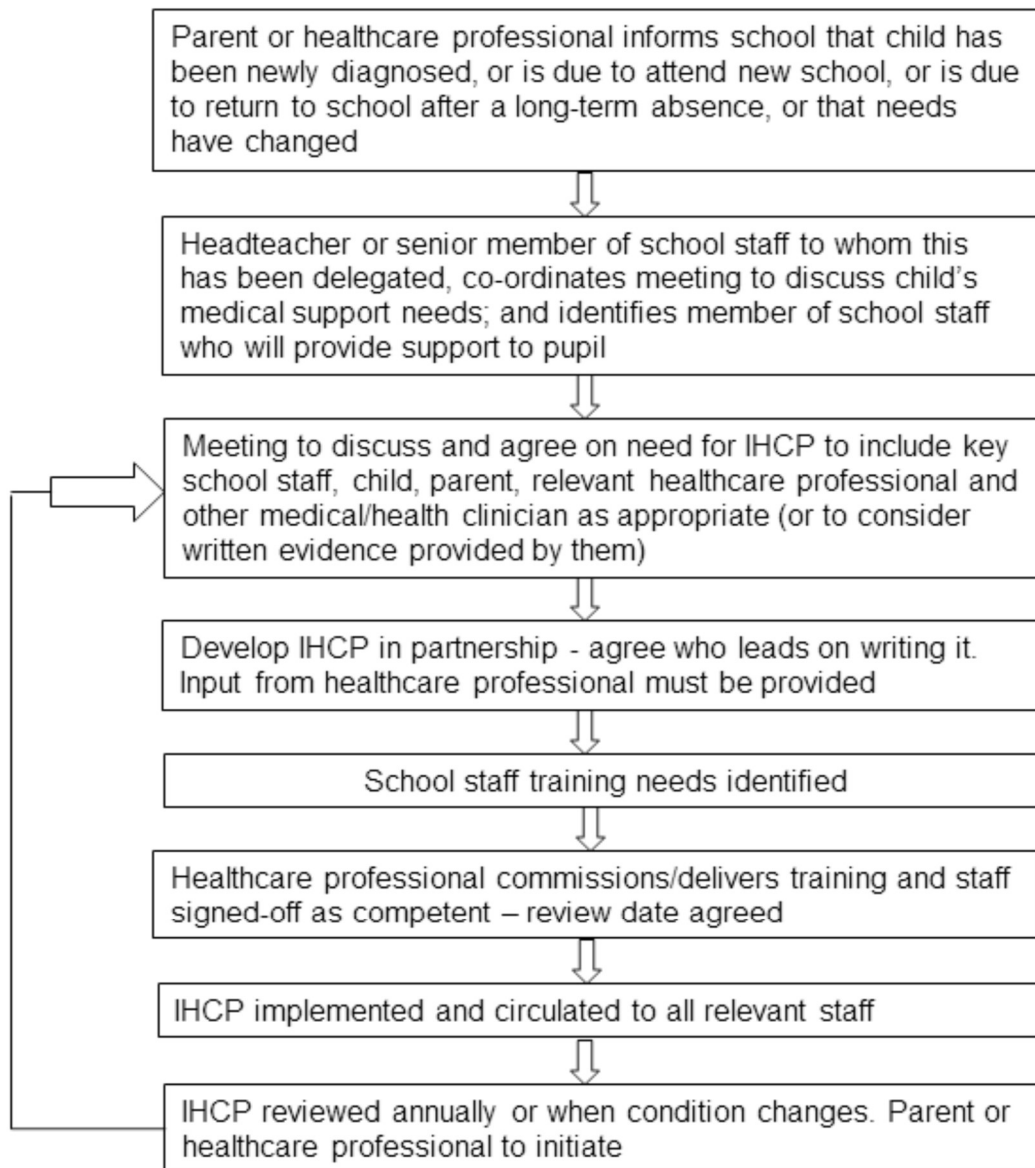 Parent or healthcare professional informs school that child has
been newly diagnosed, or is due to attend new school, or is due
to return to school after a long-term absence, or that needs
have changed
Headteacher or senior member of school staff to whom this
has been delegated, co-ordinates meeting to discuss child's
medical support needs; and identifies member of school staff
who will provide support to pupil
Meeting to discuss and agree on need for IHCP to include key
school staff, child, parent, relevant healthcare professional and
other medical/health clinician as appropriate (or to consider
written evidence provided by them)
Develop IHCP in partnership - agree who leads on writing it.
Input from healthcare professional must be provided
School staff training needs identified
Healthcare professional commissions/delivers training and staff
signed-off as competent – review date agreed
IHCP implemented and circulated to all relevant staff
IHCP reviewed annually or when condition changes. Parent or
healthcare professional to initiate